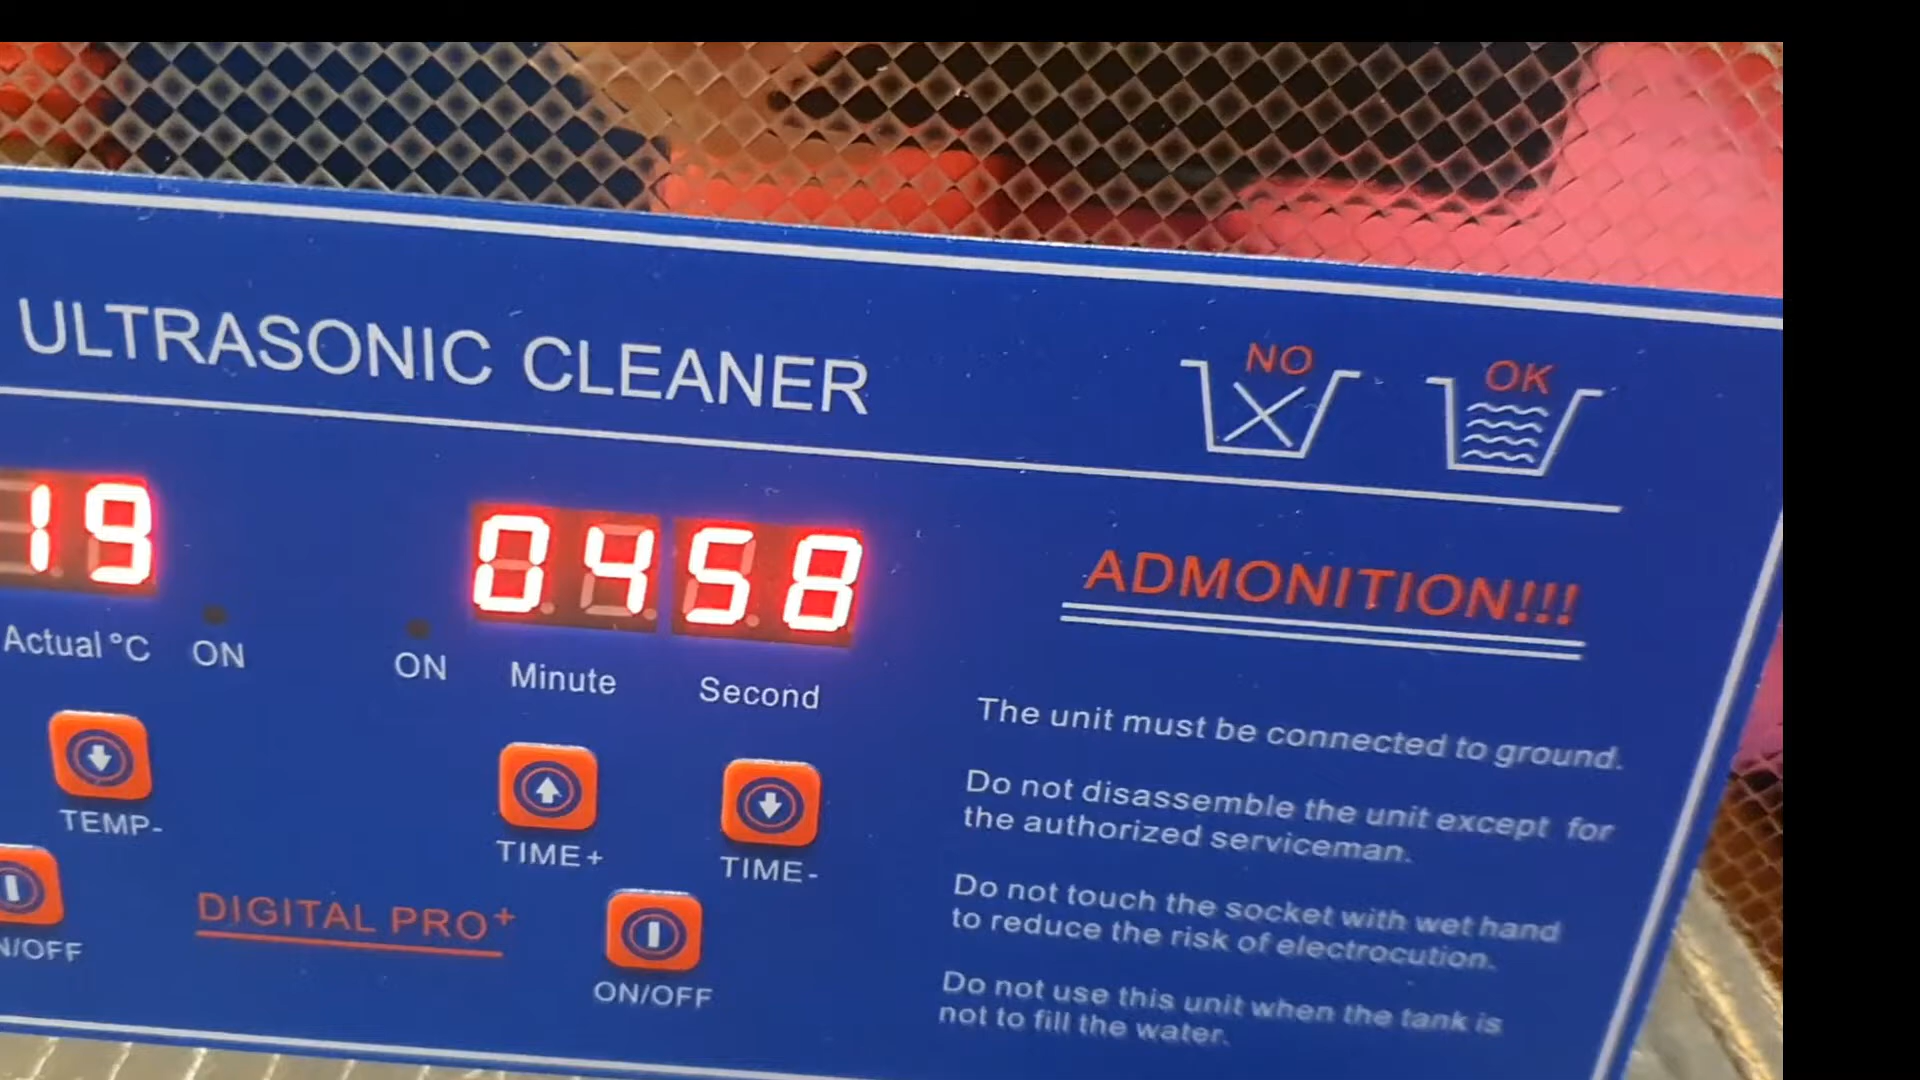 ULTRASONIC CLEANER
NO
OK
19
0458
ADMONITION!!!
Actual °C
ON
ON
Minute
Second
The unit must be connected to ground.
Do not disassemble the unit except for
the authorized serviceman.
TEMP-
TIME+
TIME-
Do not touch the socket with wet hand
to reduce the risk of electrocution.
N/OFF
DIGITAL PRO+
ON/OFF
Do not use this unit when the tank is
not to fill the water.